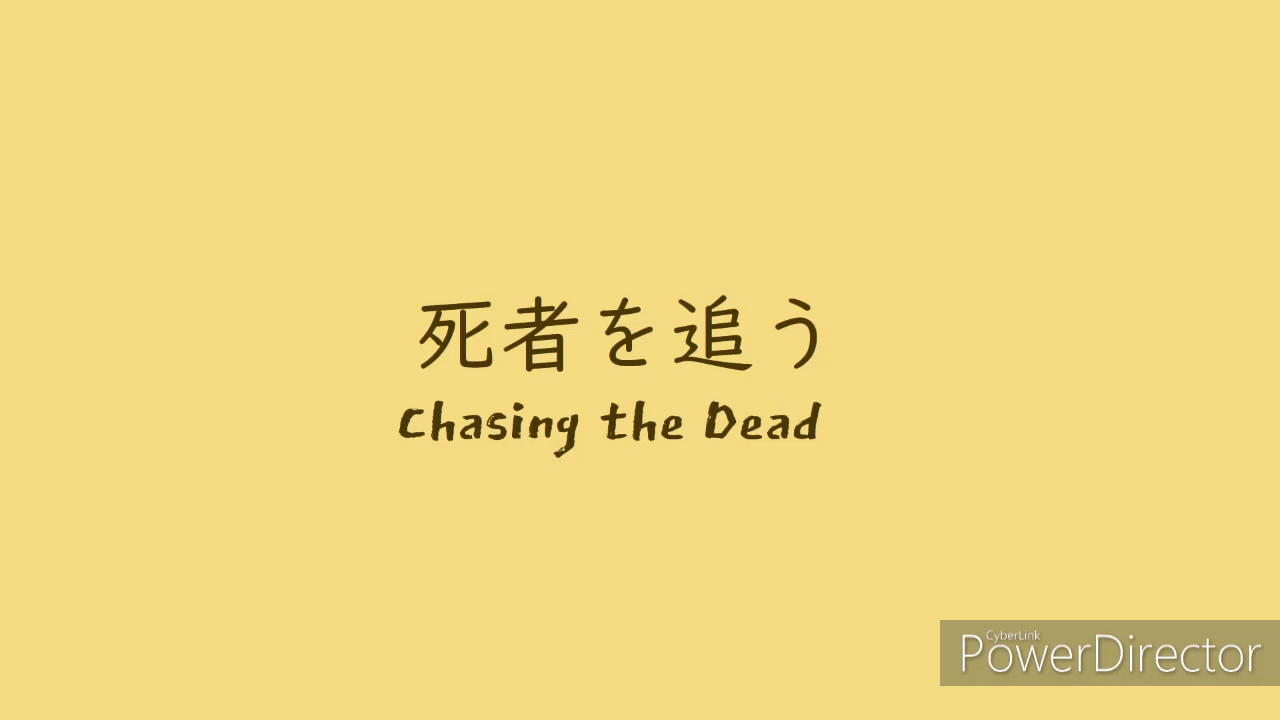 死者を追う
Chasing the Dead
CyberLink
PowerDirector